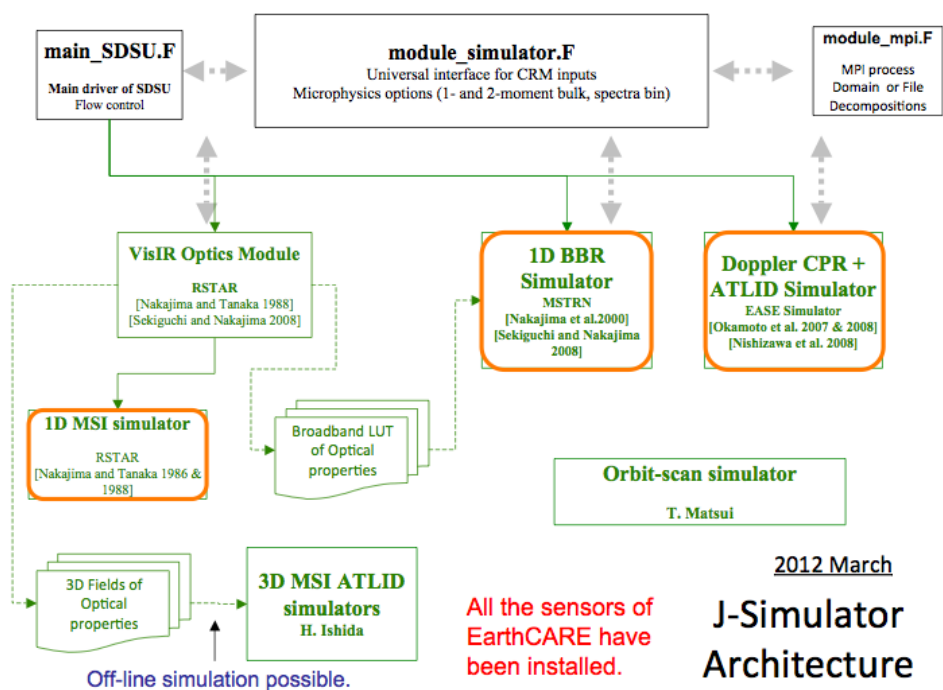 main_SDSU.F
Main driver of SDSU
Flow control
module_simulator.F
Universal interface for CRM inputs
Microphysics options (1- and 2-moment bulk, spectra bin)
module_mpi.F
MPI process
Domain or File
Decompositions
VisIR Optics Module
RSTAR
[Nakajima and Tanaka 1988]
[Sekiguchi and Nakajima 2008]
1D BBR
Simulator
MSTRN
[Nakajima et al.2000]
[Sekiguchi and Nakajima
2008]
Doppler CPR +
ATLID Simulator
EASE Simulator
[Okamoto et al. 2007 & 2008]
[Nishizawa et al. 2008]
1D MSI simulator
RSTAR
[Nakajima and Tanaka 1986 &
1988]
Broadband LUT
of Optical
properties
Orbit-scan simulator
T. Matsui
3D Fields of
Optical
properties
3D MSI ATLID
simulators
H. Ishida
Off-line simulation possible.
All the sensors of
EarthCARE have
been installed.
2012 March
J-Simulator
Architecture